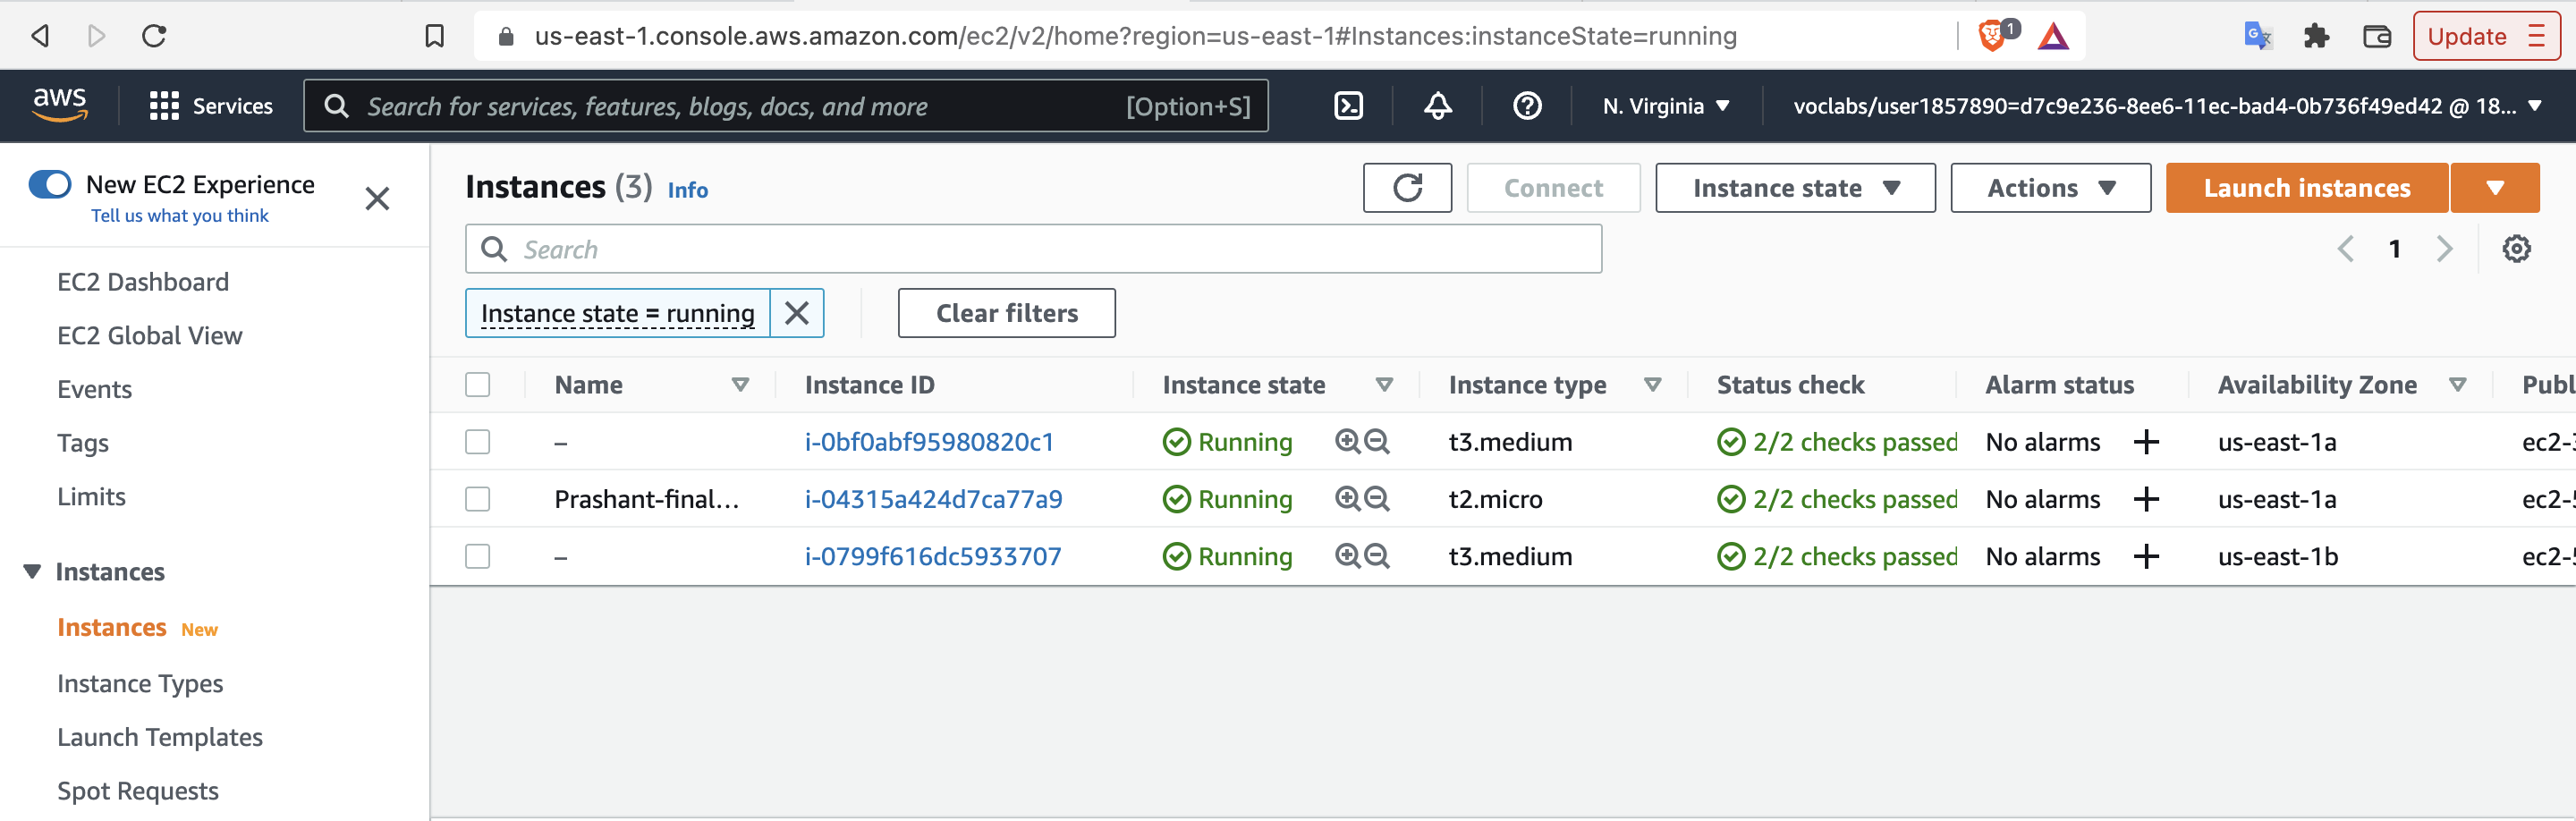 us-east-1.console.aws.amazon.com/ec2/v2/home?region=us-east-1#Instances:instanceState=running
1
Update
aws
Services
Search for services, features, blogs, docs, and more
[Option+S]
N. Virginia
voclabs/user1857890=d7c9e236-8ee6-11ec-bad4-0b736f49ed42 @ 18...
New EC2 Experience
Tell us what you think
EC2 Dashboard
EC2 Global View
Events
Tags
Limits
Instances
Instances New
Instance Types
Launch Templates
Spot Requests
Instances (3) Info
Connect
Instance state
Actions
Launch instances
Search
1
Instance state = running
Clear filters
Name Instance ID Instance state Instance type Status check Alarm status Availability Zone Publ
– i-0bf0abf95980820c1 Running t3.medium 2/2 checks passed No alarms + us-east-1a ec2-3
Prashant-final... i-04315a424d7ca77a9 Running t2.micro 2/2 checks passed No alarms + us-east-1a ec2-5
– i-0799f616dc5933707 Running t3.medium 2/2 checks passed No alarms + us-east-1b ec2-5